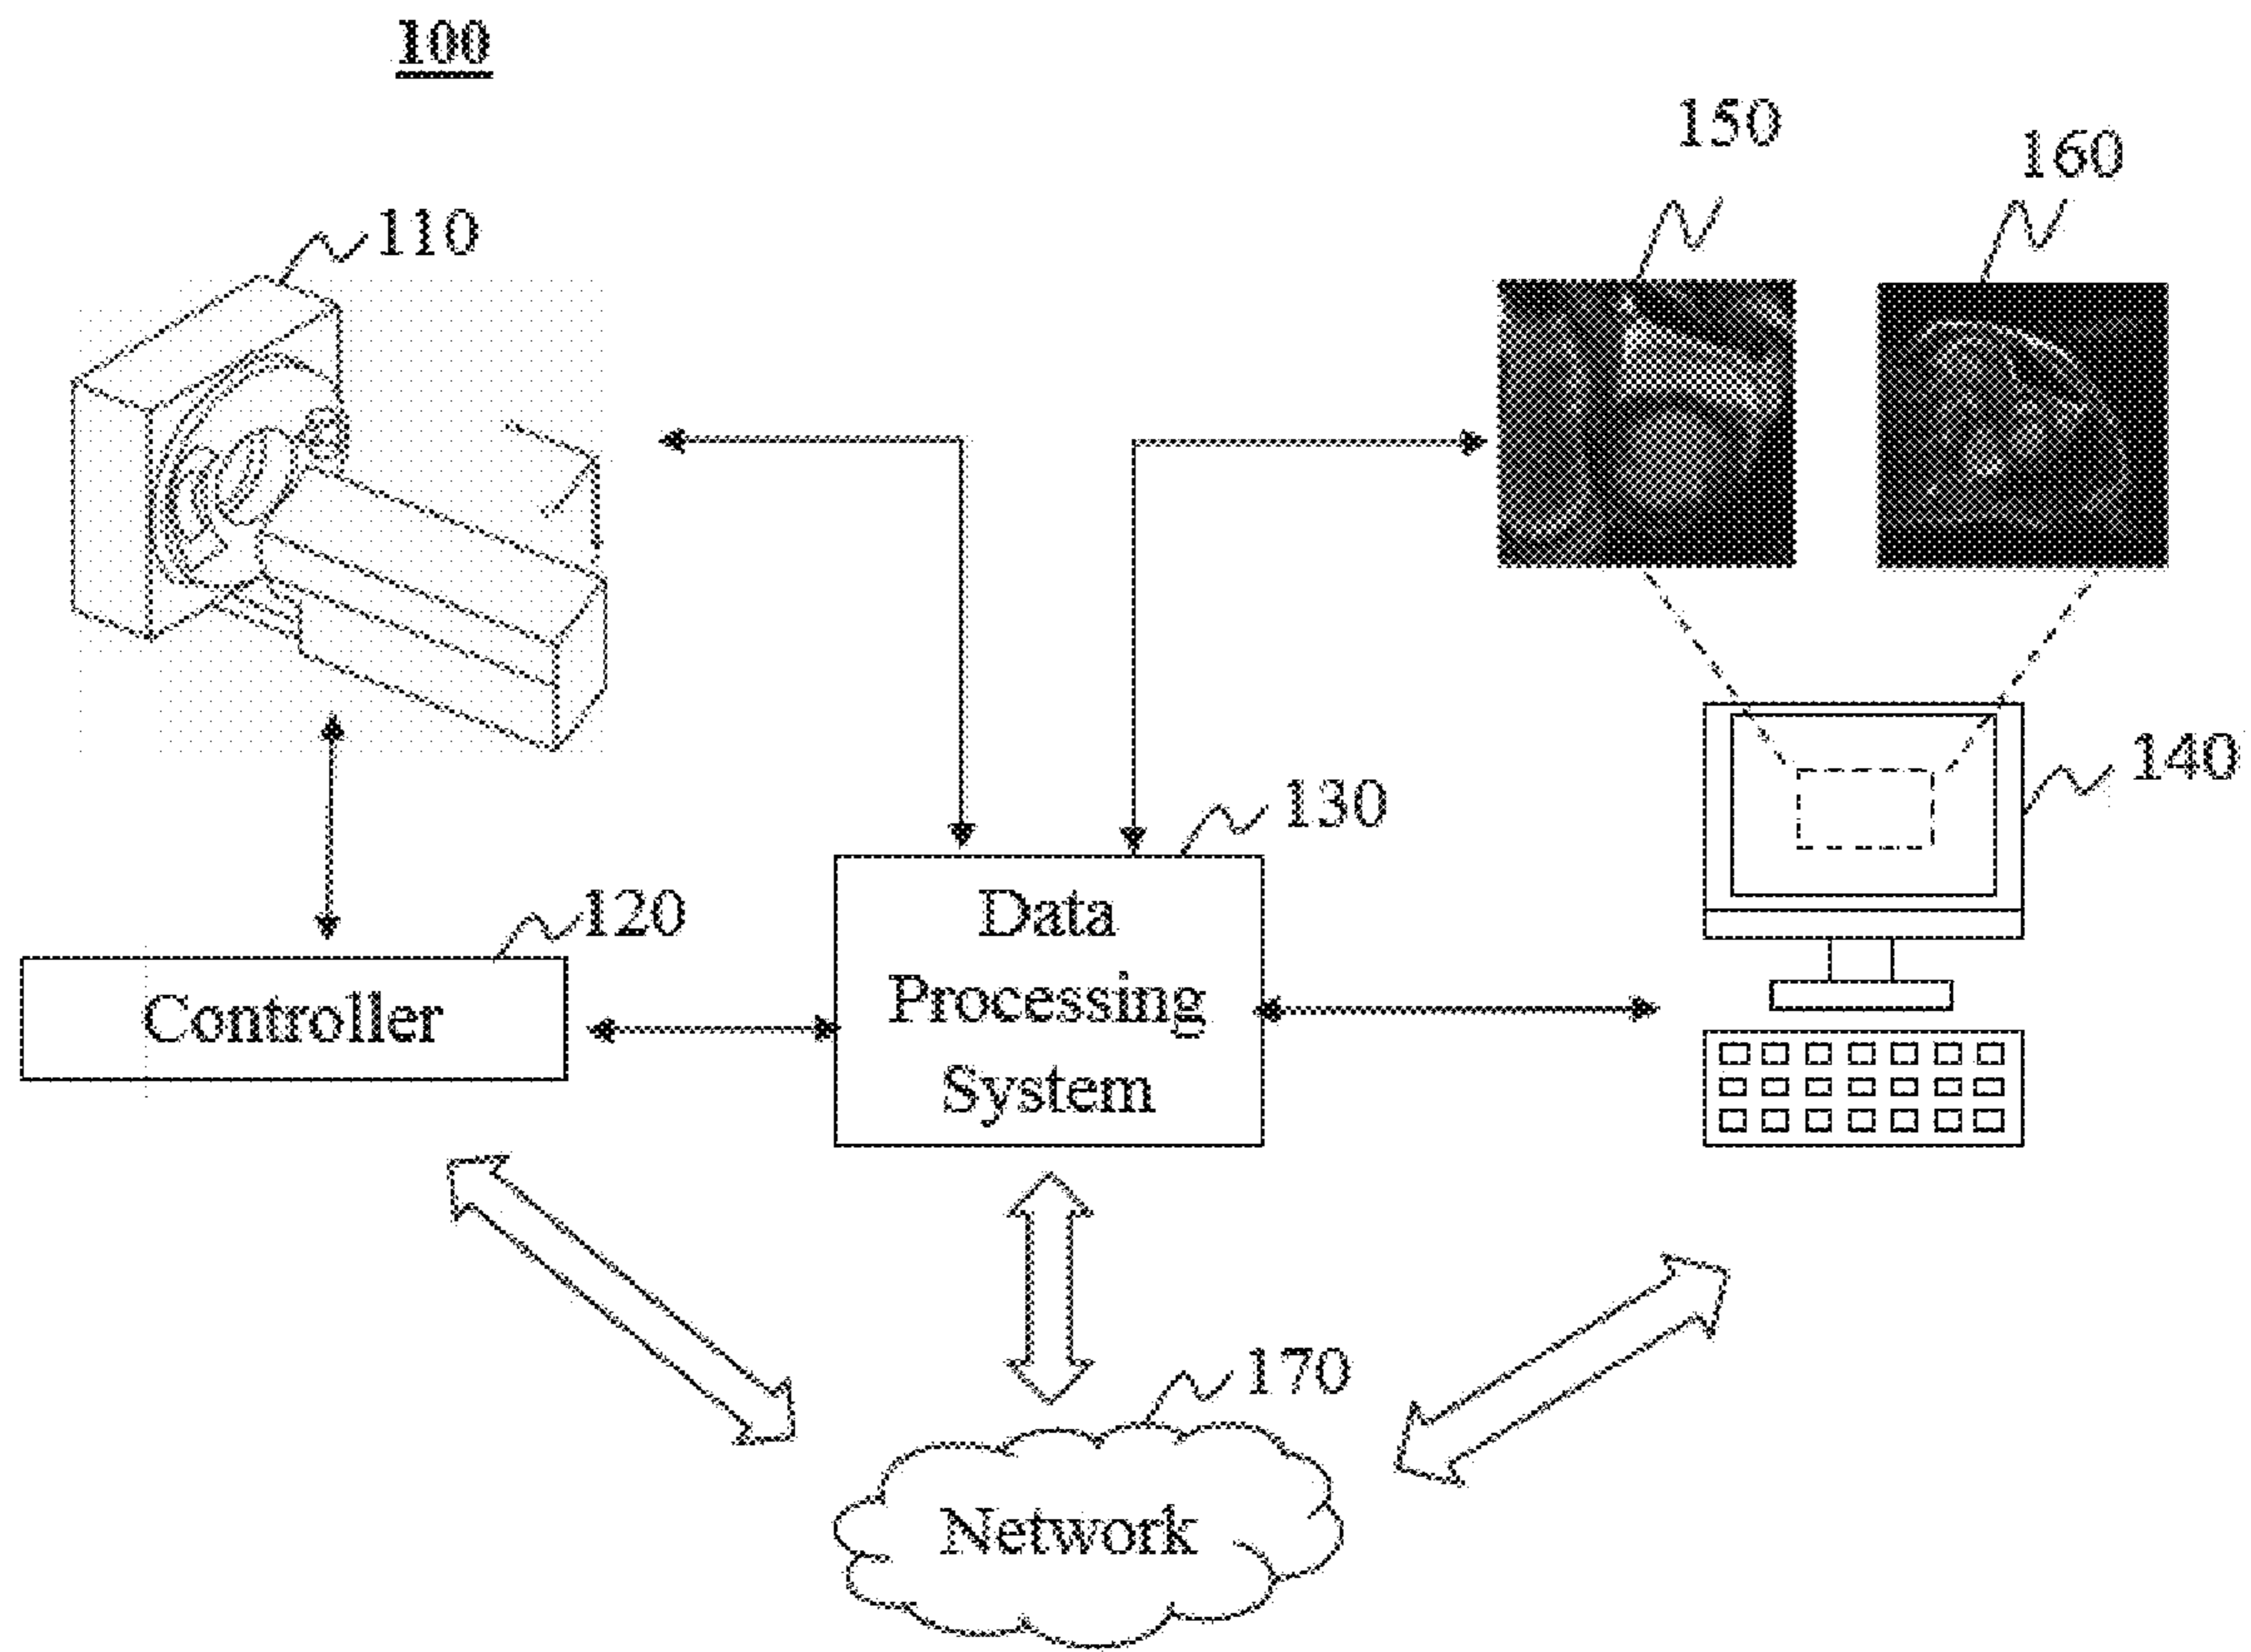 100
150
160
110
140
130
120
Data
Processing
System
Controller
170
Network